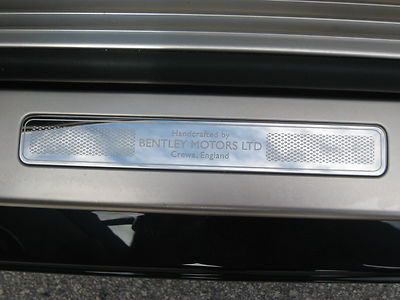 Handcrafted by
BENTLEY MOTORS LTD
Crewe, England